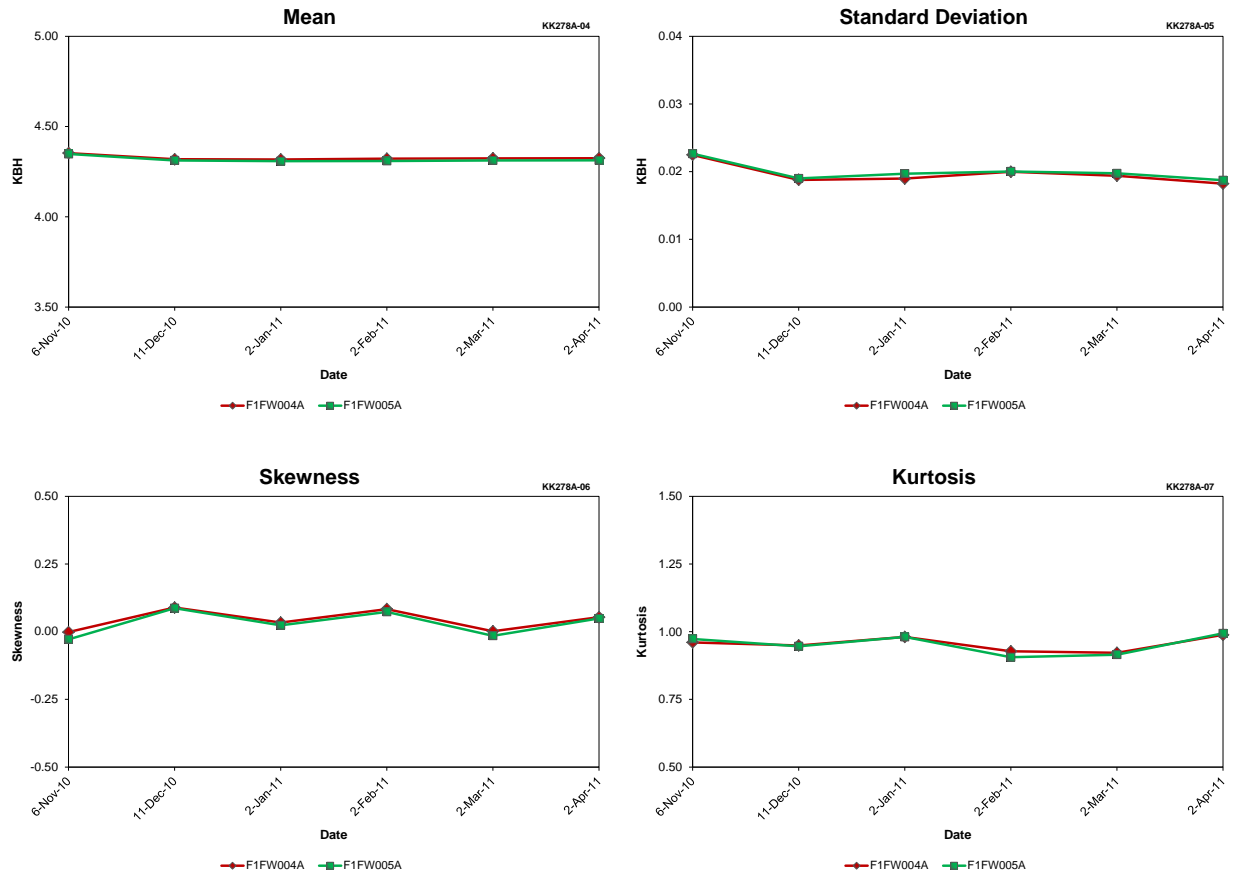 Mean
KK278A-04
5.00
4.50
4.00
3.50
KBH
6-Nov-10
11-Dec-10
2-Jan-11
2-Feb-11
2-Mar-11
2-Apr-11
Date
F1FW004A F1FW005A
Standard Deviation
KK278A-05
0.04
0.03
0.02
0.01
0.00
KBH
6-Nov-10
11-Dec-10
2-Jan-11
2-Feb-11
2-Mar-11
2-Apr-11
Date
F1FW004A F1FW005A
Skewness
KK278A-06
0.50
0.25
0.00
-0.25
-0.50
Skewness
6-Nov-10
11-Dec-10
2-Jan-11
2-Feb-11
2-Mar-11
2-Apr-11
Date
F1FW004A F1FW005A
Kurtosis
KK278A-07
1.50
1.25
1.00
0.75
0.50
Kurtosis
6-Nov-10
11-Dec-10
2-Jan-11
2-Feb-11
2-Mar-11
2-Apr-11
Date
F1FW004A F1FW005A